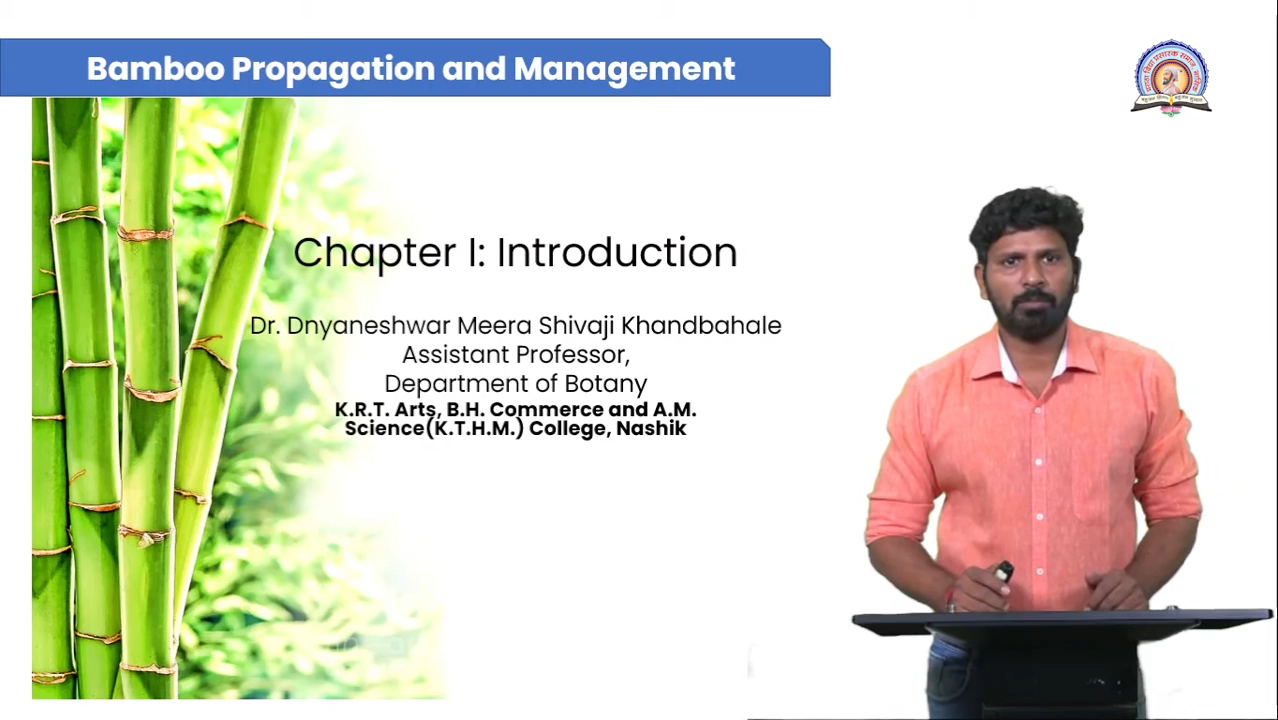 Bamboo Propagation and Management
Chapter I: Introduction
Dr. Dnyaneshwar Meera Shivaji Khandbahale
Assistant Professor,
Department of Botany
K.R.T. Arts, B.H. Commerce and A.M.
Science(K.T.H.M.) College, Nashik